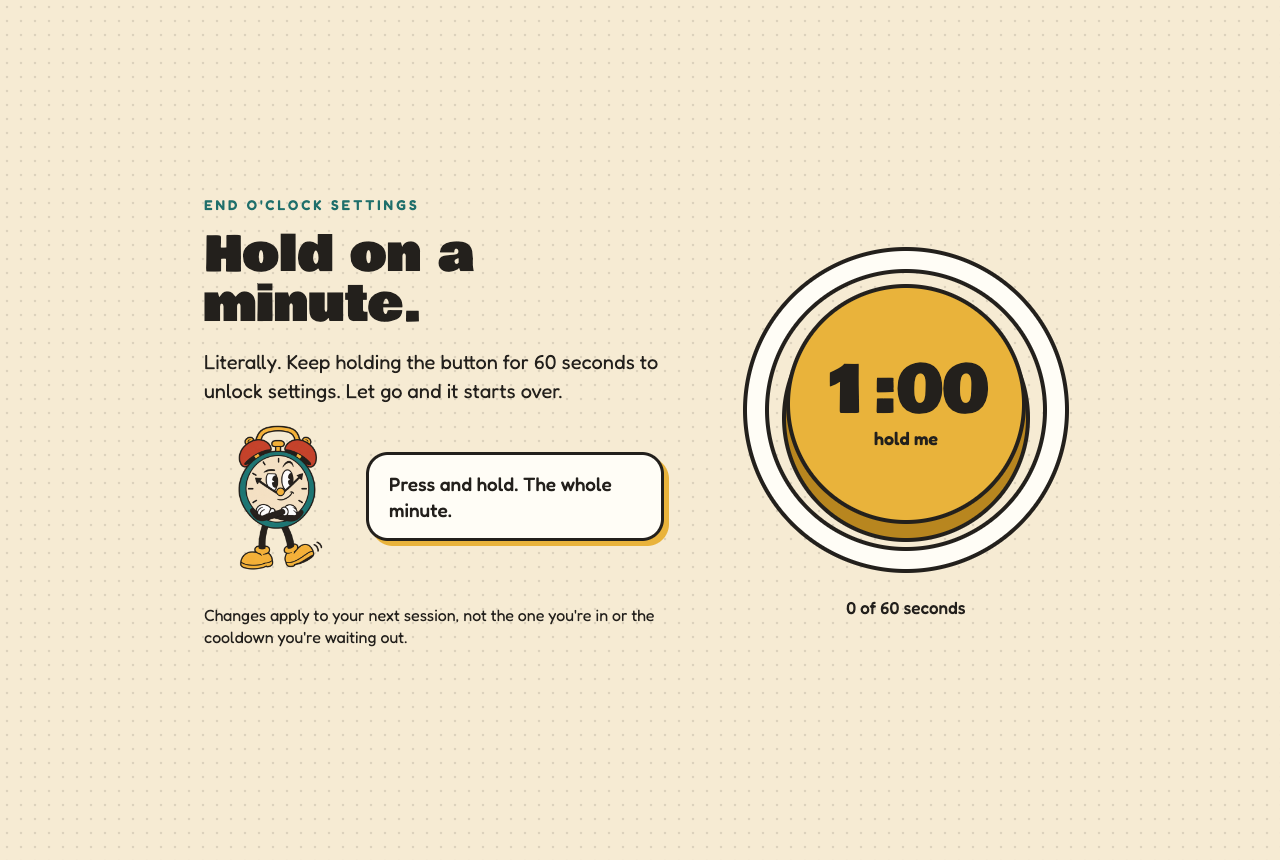 END O'CLOCK SETTINGS
Hold on a
minute.
Literally. Keep holding the button for 60 seconds to
unlock settings. Let go and it starts over.
Press and hold. The whole
minute.
Changes apply to your next session, not the one you're in or the
cooldown you're waiting out.
1:00
hold me
0 of 60 seconds